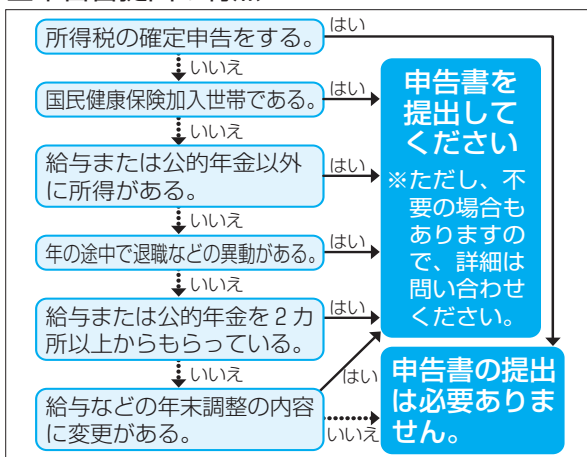 所得税の確定申告をする。
はい
いいえ
国民健康保険加入世帯である。
はい
いいえ
給与または公的年金以外
に所得がある。
はい
いいえ
年の途中で退職などの異動がある。
はい
いいえ
給与または公的年金を2カ
所以上からもらっている。
はい
いいえ
給与などの年末調整の内容
に変更がある。
はい
いいえ
申告書を
提出して
ください
※ただし、不
要の場合も
ありますの
で、詳細は
問い合わせ
ください。
申告書の提出
は必要ありま
せん。